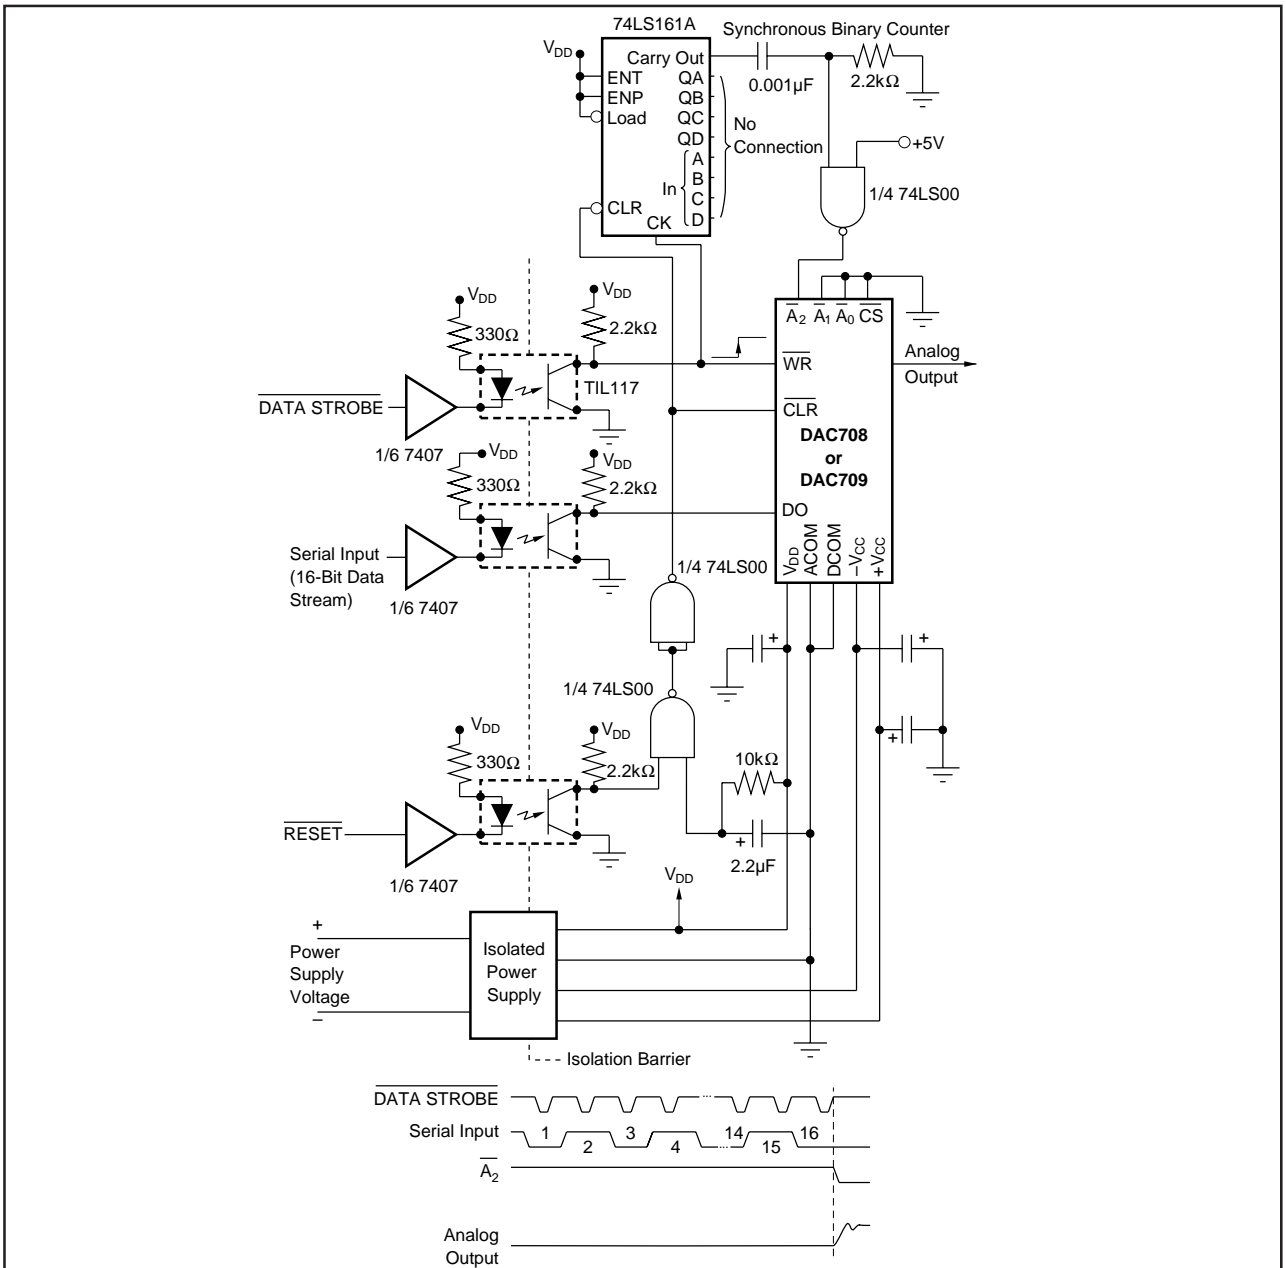 74LS161A
Synchronous Binary Counter
VDD
Carry Out
ENT
QA
0.001µF
2.2kΩ
ENP
QB
Load
QC
No
Connection
QD
+5V
A
In
B
1/4 74LS00
C
CLR
D
CK
VDD
VDD
A2 A1 A0 CS
330Ω
2.2kΩ
Analog
Output
WR
TIL117
DATA STROBE
CLR
DAC708
or
DAC709
1/6 7407
VDD
VDD
330Ω
2.2kΩ
DO
Serial Input
(16-Bit Data
Stream)
VDD
ACOM
DCOM
–VCC
+VCC
1/4 74LS00
1/6 7407
+
+
1/4 74LS00
VDD
VDD
+
330Ω
2.2kΩ
10kΩ
RESET
+
2.2µF
1/6 7407
VDD
+
Power
Supply
Voltage
–
Isolated
Power
Supply
Isolation Barrier
DATA STROBE
...
Serial Input
1 2 3 4 ... 14 15 16
A2
Analog
Output